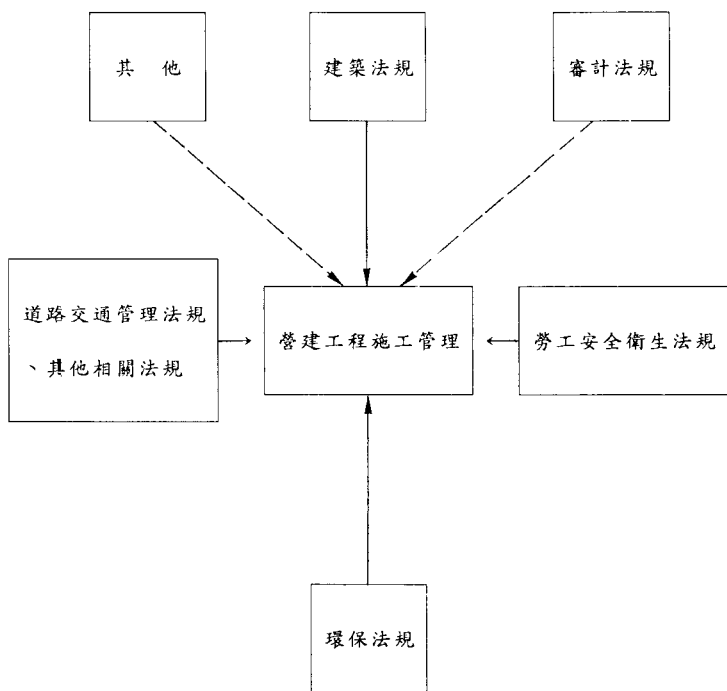 其 他
建築法規
審計法規
道路交通管理法規
、其他相關法規
營建工程施工管理
勞工安全衛生法規
環保法規